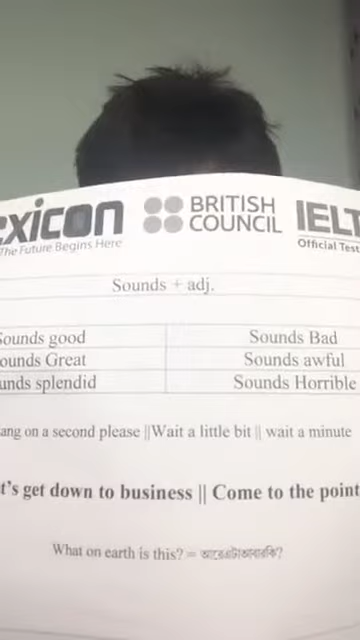 exicon BRITISH COUNCIL IELT
The Future Begins Here Official Test
Sounds + adj.
Sounds good Sounds Bad
ounds Great Sounds awful
unds splendid Sounds Horrible
ang on a second please ||Wait a little bit || wait a minute
t's get down to business || Come to the point
What on earth is this? =